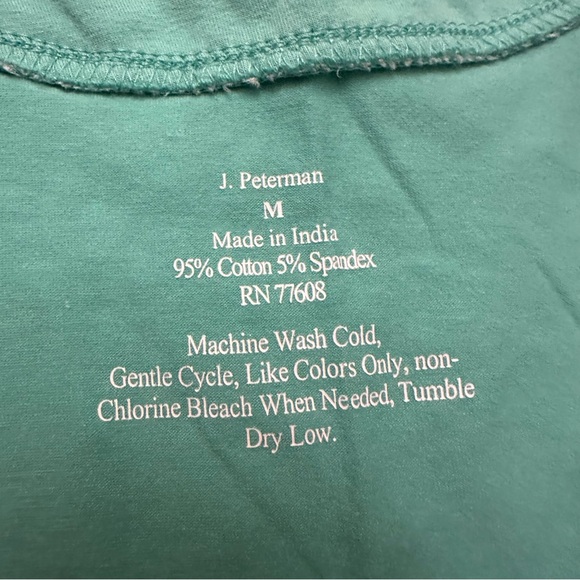 J. Peterman
M
Made in India
95% Cotton 5% Spandex
RN 77608
Machine Wash Cold,
Gentle Cycle, Like Colors Only, non-
Chlorine Bleach When Needed, Tumble
Dry Low.